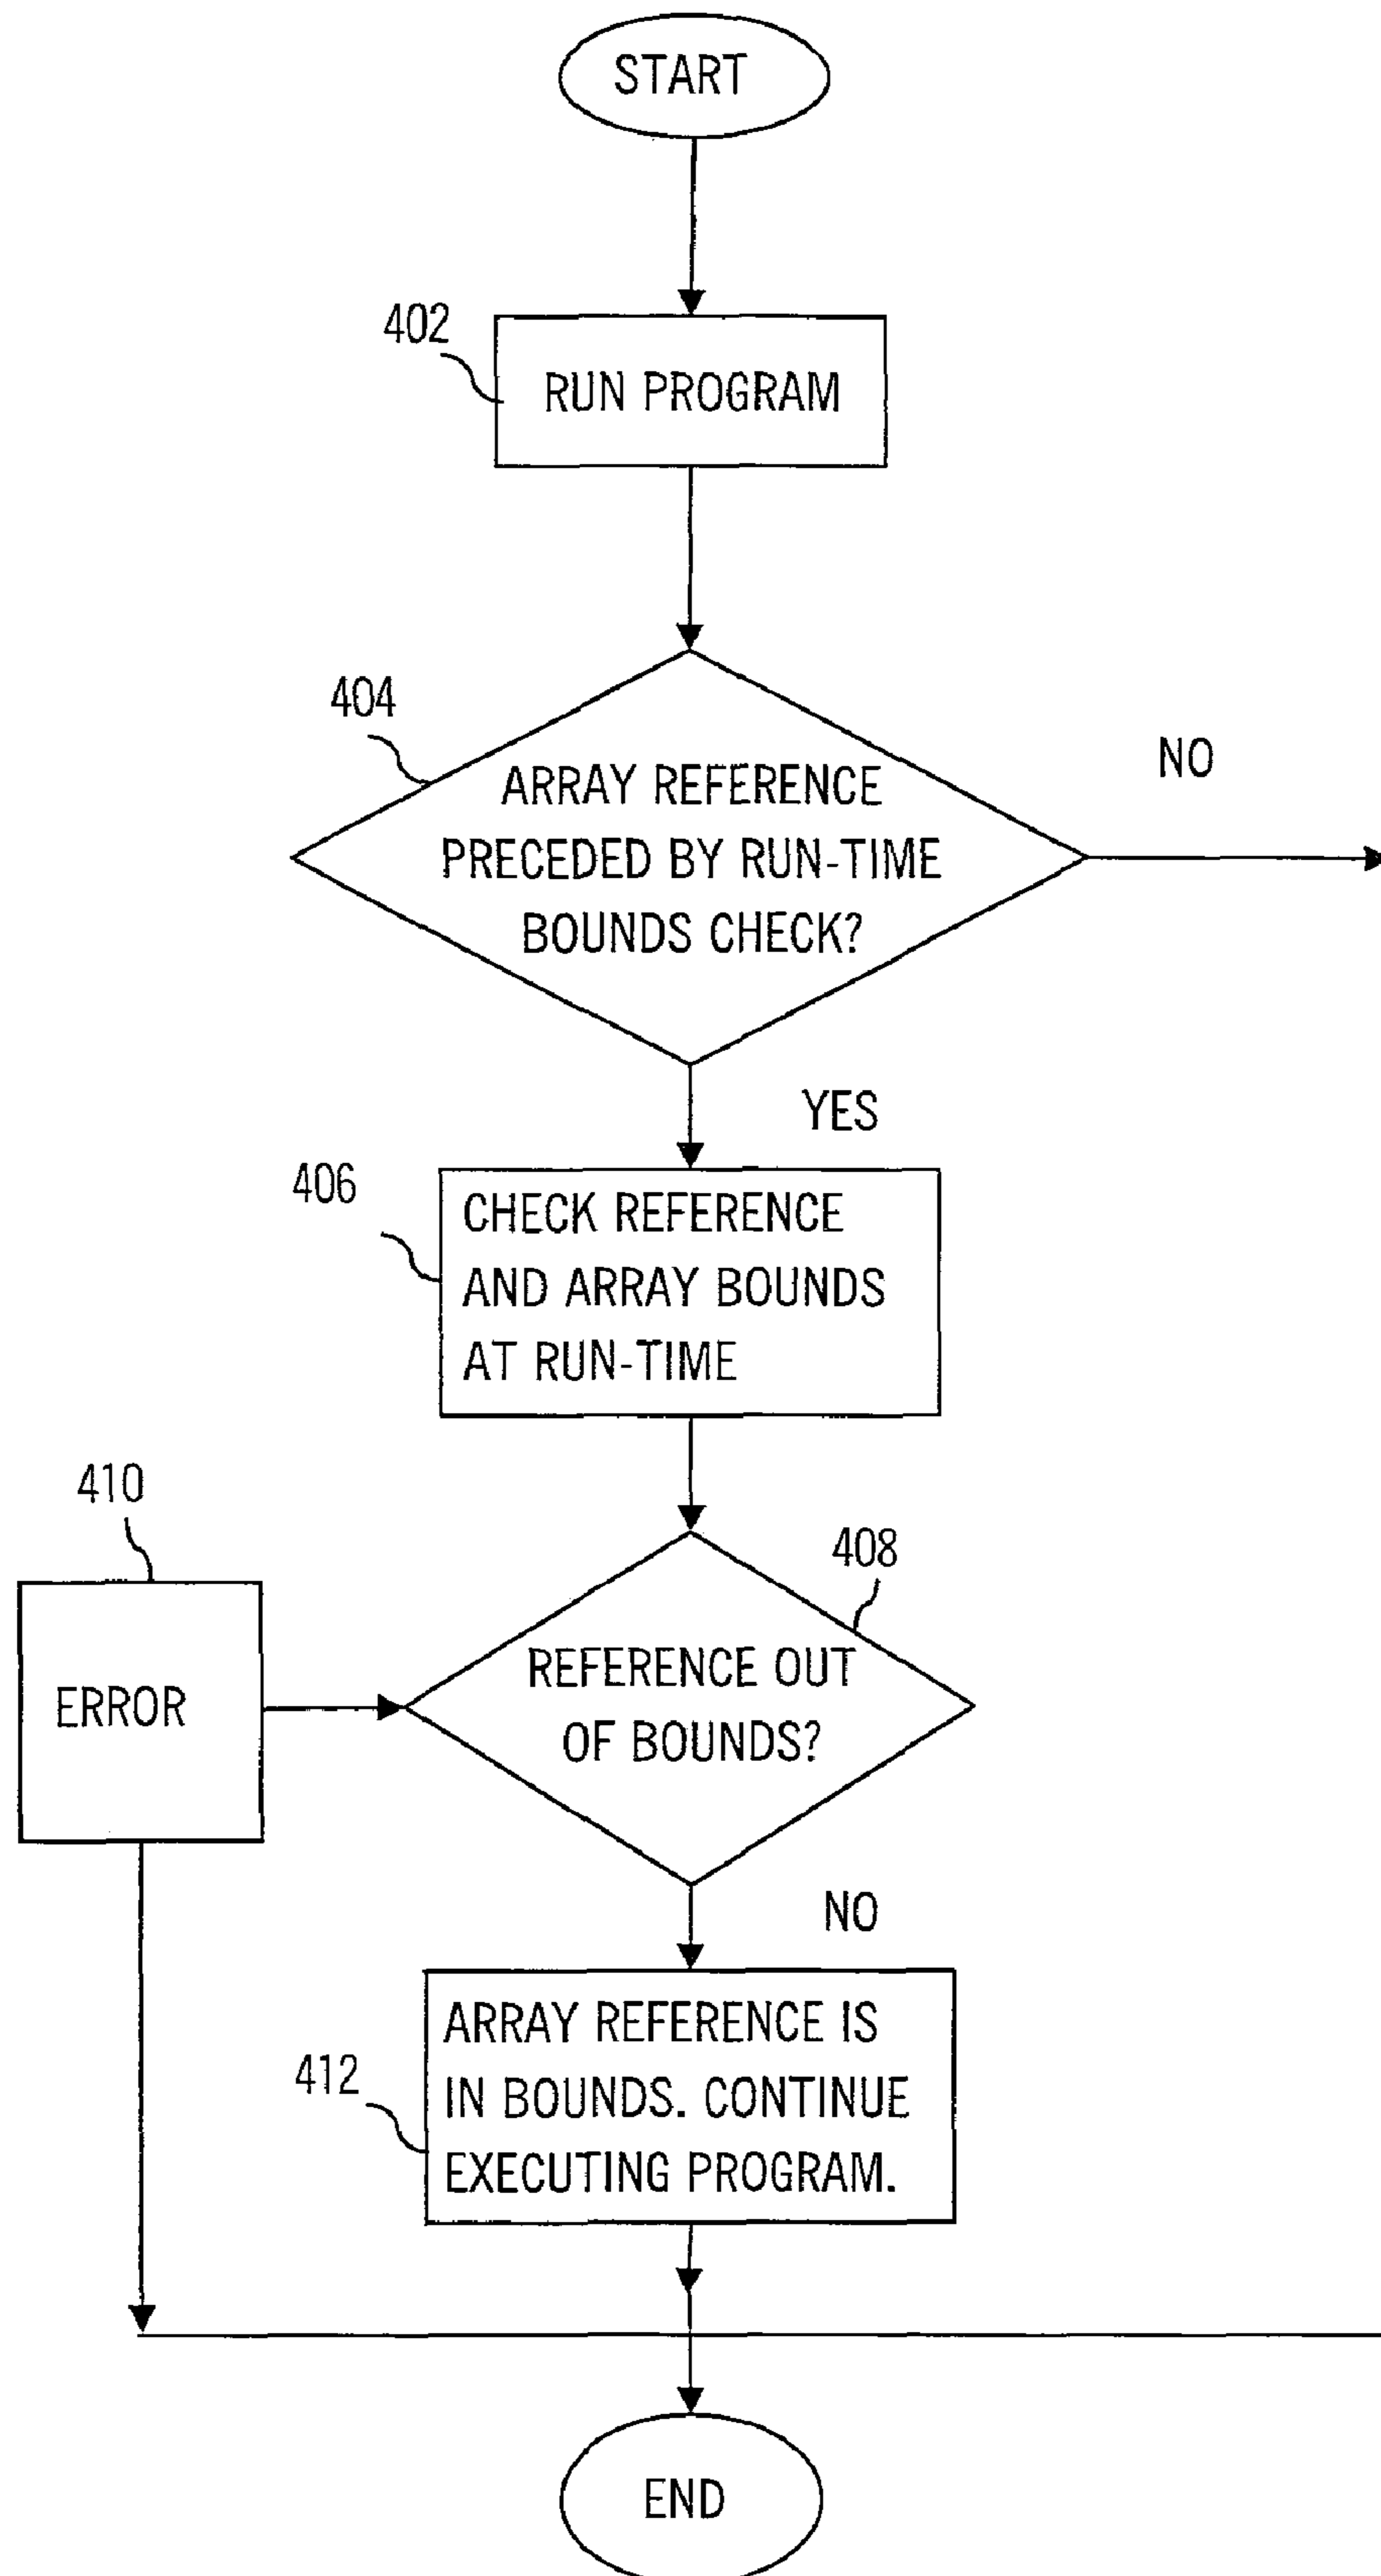 START
402
RUN PROGRAM
404
NO
ARRAY REFERENCE
PRECEDED BY RUN-TIME
BOUNDS CHECK?
YES
406
CHECK REFERENCE
AND ARRAY BOUNDS
AT RUN-TIME
410
408
ERROR
REFERENCE OUT
OF BOUNDS?
NO
412
ARRAY REFERENCE IS
IN BOUNDS. CONTINUE
EXECUTING PROGRAM.
END